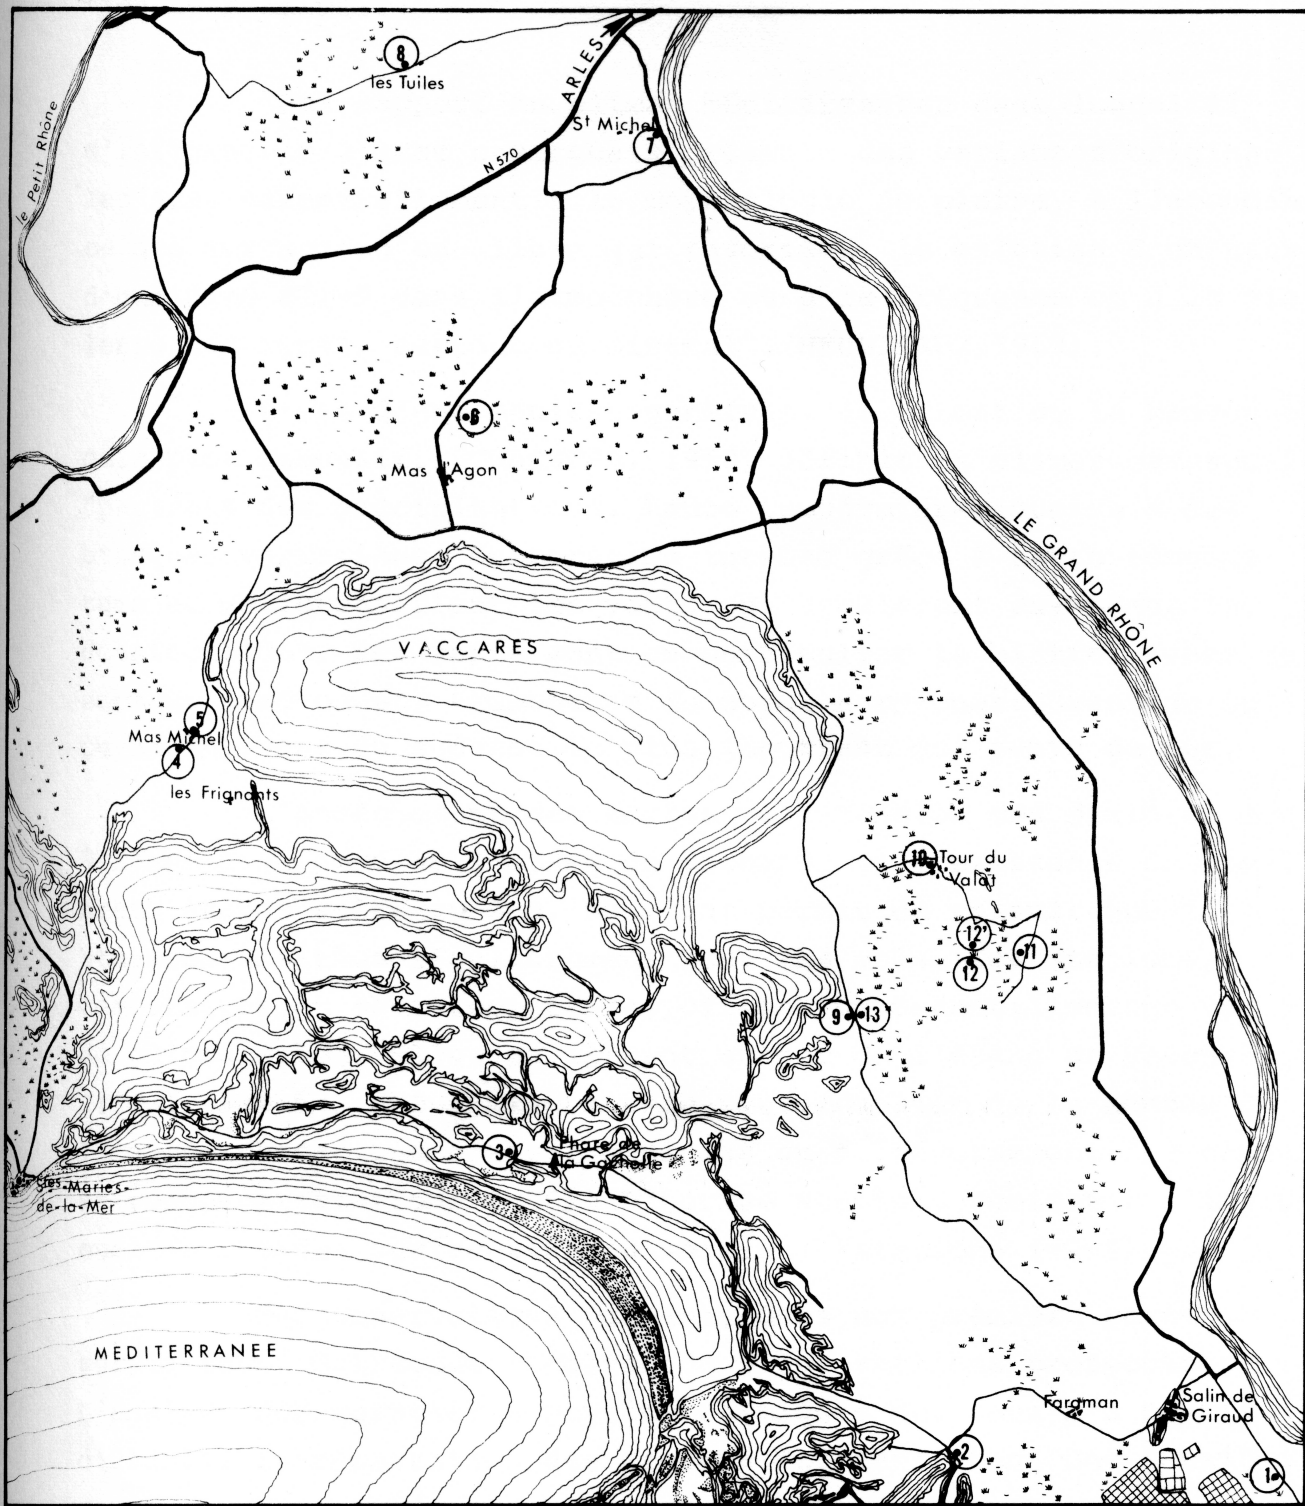 8
les Tuiles
ARLES
St Michel
7
N 570
le Petit Rhône
6
Mas d'Agon
LE GRAND RHÔNE
VACCARES
5
Mas Michel
4
les Frignants
10
Tour du
Valat
12'
11
12
9
13
3
Phare de
la Gacholle
Stes-Maries-
de-la-Mer
MEDITERRANEE
Faraman
Salin de
Giraud
2
1